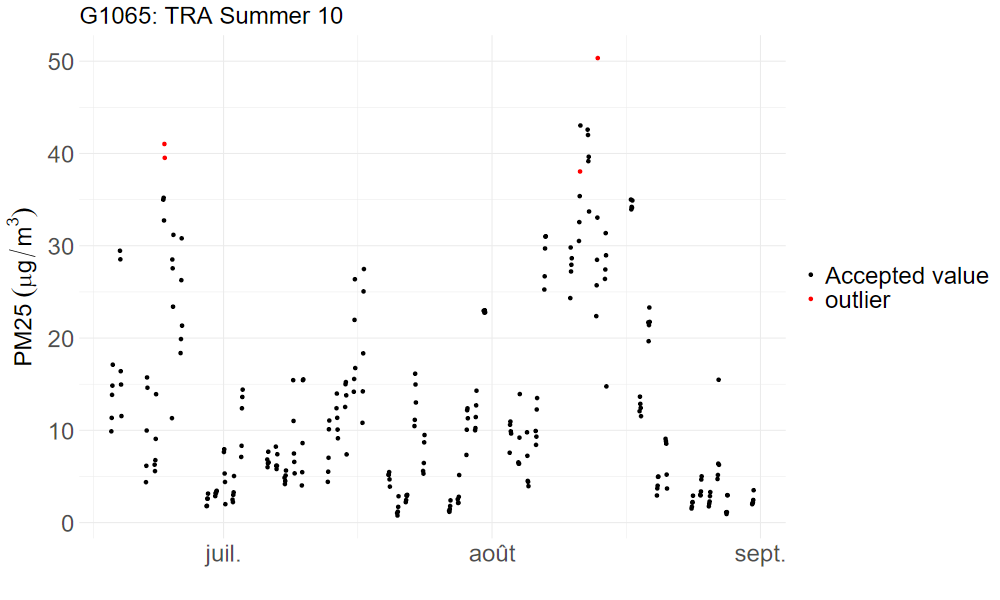 G1065: TRA Summer 10
50
40
30
20
10
0
PM25 (μg/m³)
juil.
août
sept.
Accepted value
outlier